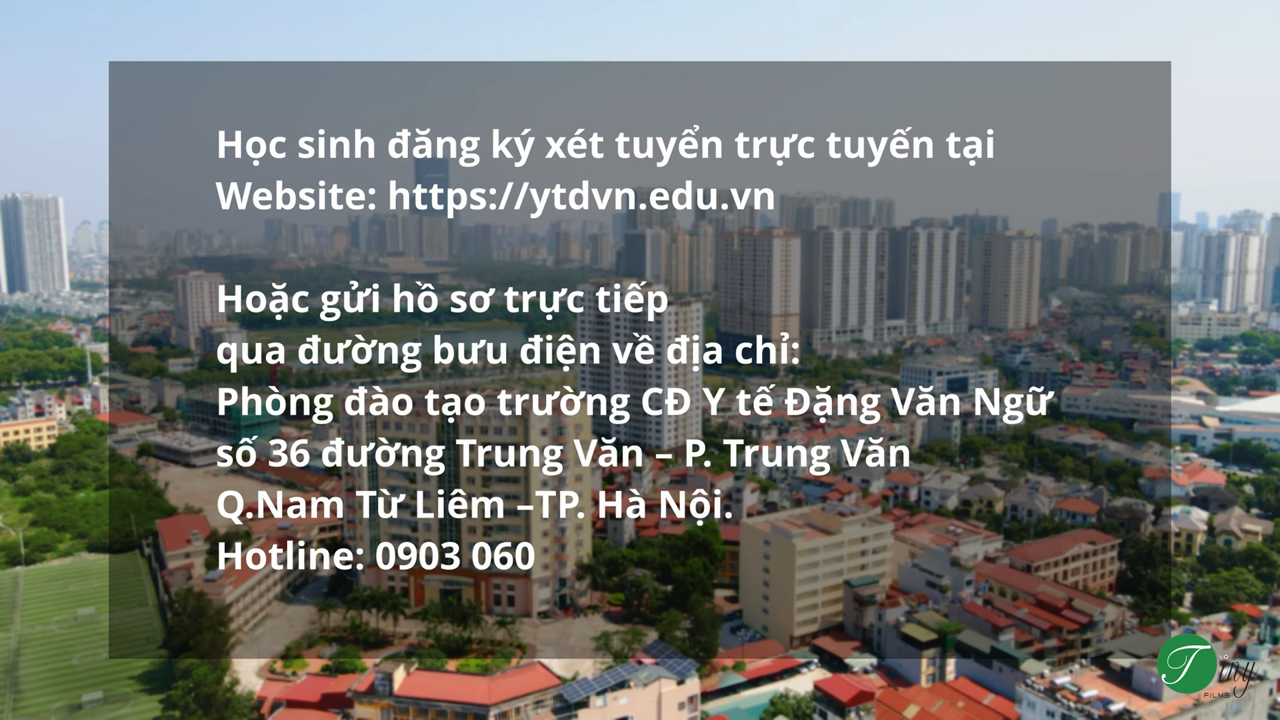 Học sinh đăng ký xét tuyển trực tuyến tại
Website: https://ytdvn.edu.vn
Hoặc gửi hồ sơ trực tiếp
qua đường bưu điện về địa chỉ:
Phòng đào tạo trường CĐ Y tế Đặng Văn Ngữ
số 36 đường Trung Văn – P. Trung Văn
Q.Nam Từ Liêm –TP. Hà Nội.
Hotline: 0903 060
Tiny
FILMS